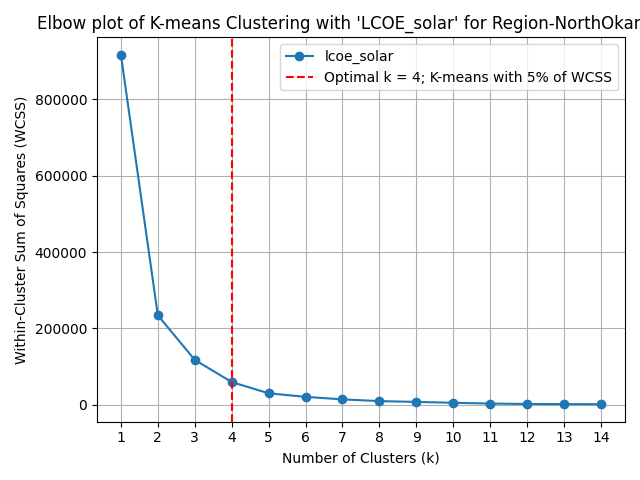 Elbow plot of K-means Clustering with 'LCOE_solar' for Region-NorthOkan
lcoe_solar
Optimal k = 4; K-means with 5% of WCSS
Within-Cluster Sum of Squares (WCSS)
800000
600000
400000
200000
0
1 2 3 4 5 6 7 8 9 10 11 12 13 14
Number of Clusters (k)